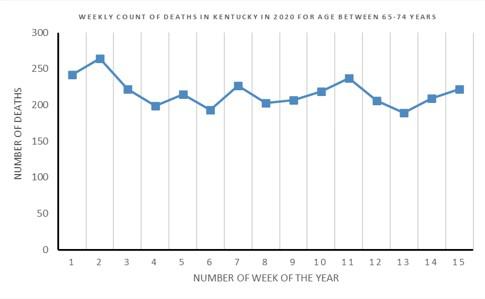 WEEKLY COUNT OF DEATHS IN KENTUCKY IN 2020 FOR AGE BETWEEN 65-74 YEARS
300
250
200
150
100
50
0
NUMBER OF DEATHS
1 2 3 4 5 6 7 8 9 10 11 12 13 14 15
NUMBER OF WEEK OF THE YEAR